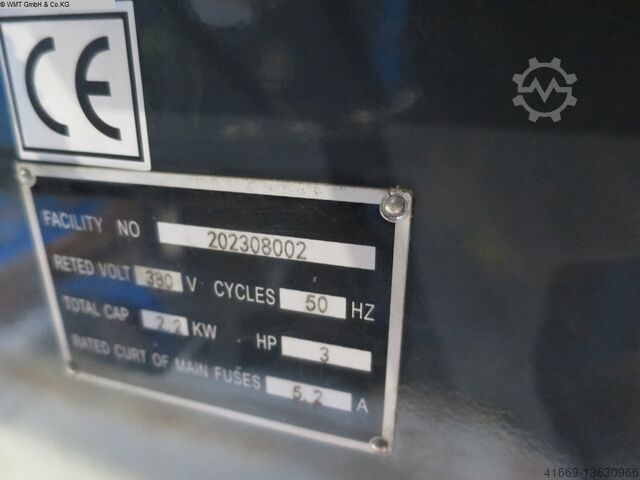 © WMT GmbH & Co.KG
CE
FACILITY NO 202308002
RETED VOLT 380 V CYCLES 50 HZ
TOTAL CAP 2.2 KW HP 3
RATED CURT OF MAIN FUSES 5.2 A
41669-13630966